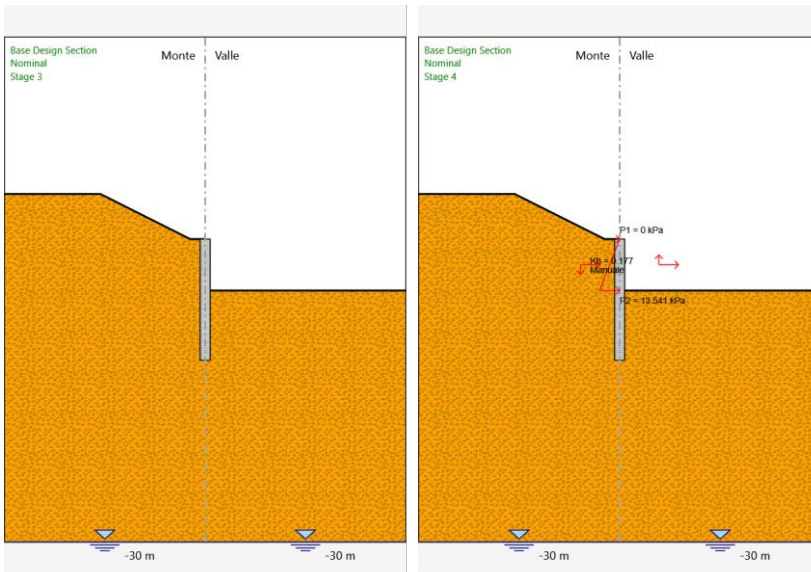 Base Design Section
Nominal
Stage 3
Monte
Valle
-30 m
-30 m
Base Design Section
Nominal
Stage 4
Monte
Valle
P1 = 0 kPa
Kh = 0.177
Manuale
P2 = 13.541 kPa
-30 m
-30 m